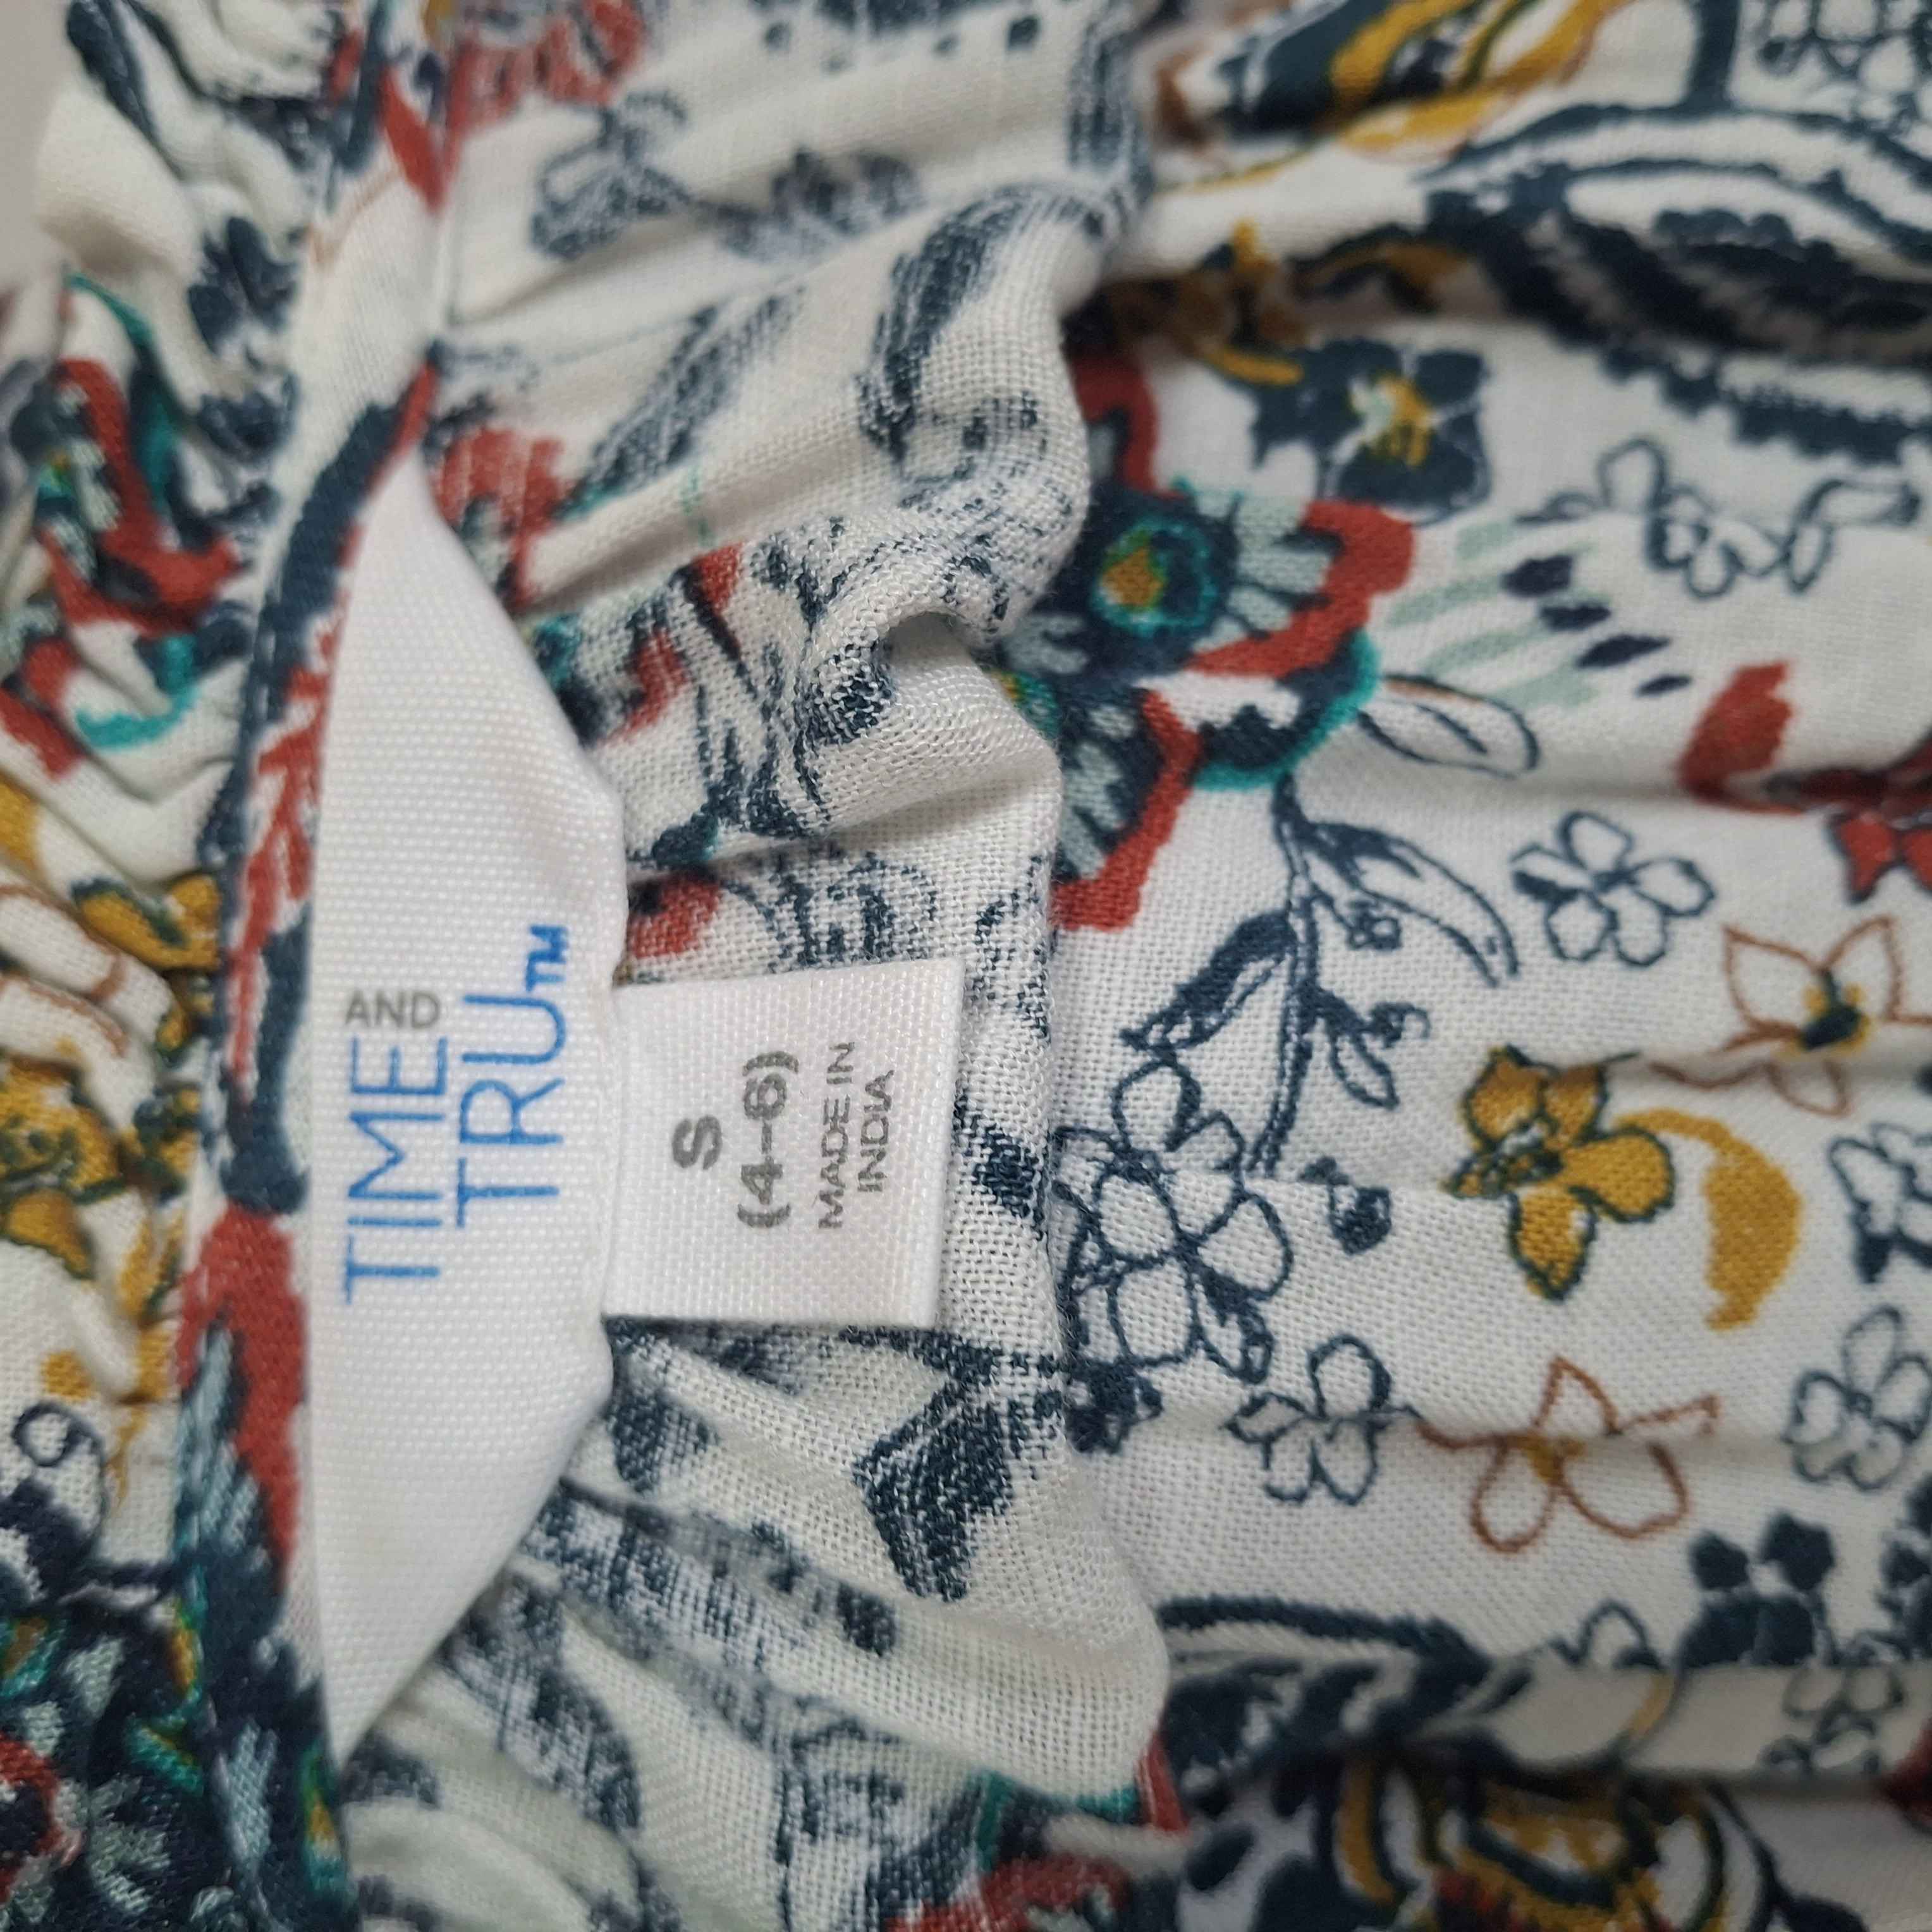 TIME AND
TRU™
S
(4-6)
MADE IN
INDIA